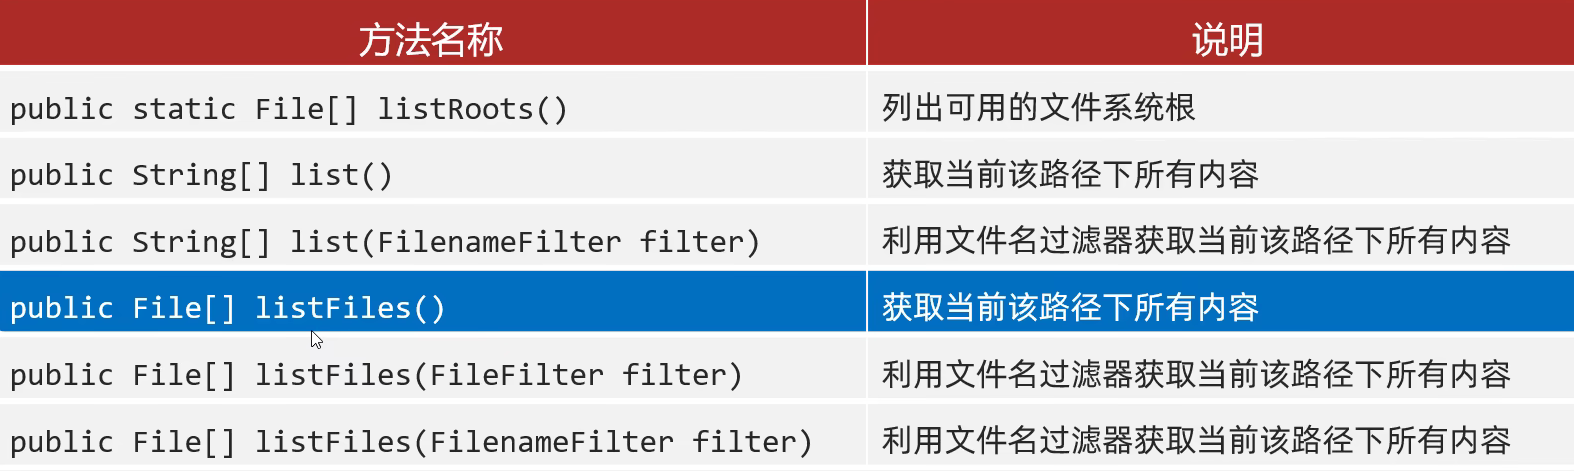 方法名称 说明
public static File[] listRoots() 列出可用的文件系统根
public String[] list() 获取当前该路径下所有内容
public String[] list(FilenameFilter filter) 利用文件名过滤器获取当前该路径下所有内容
public File[] listFiles() 获取当前该路径下所有内容
public File[] listFiles(FileFilter filter) 利用文件名过滤器获取当前该路径下所有内容
public File[] listFiles(FilenameFilter filter) 利用文件名过滤器获取当前该路径下所有内容